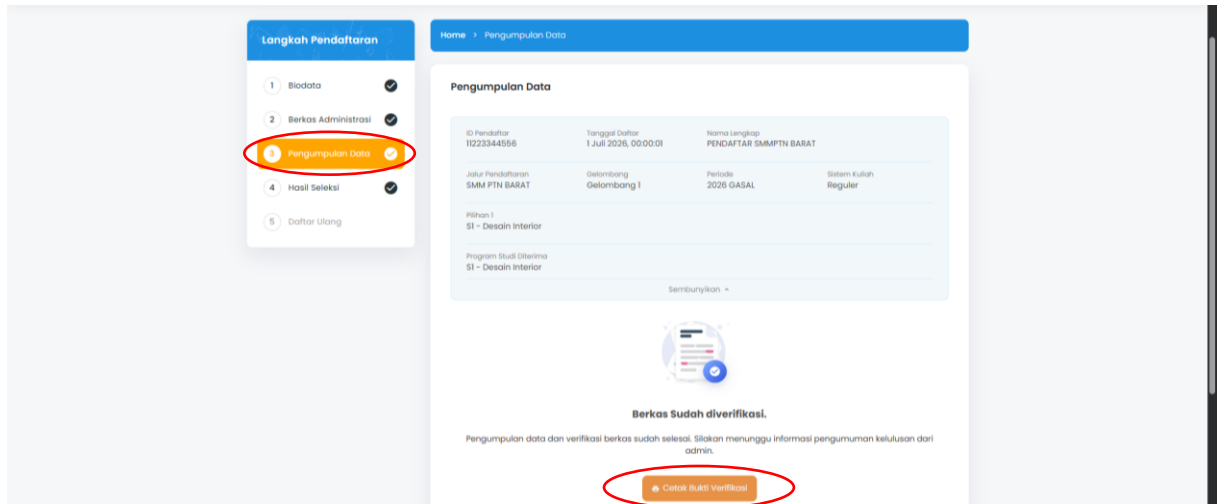 Langkah Pendaftaran
1 Biodata
2 Berkas Administrasi
3 Pengumpulan Data
4 Hasil Seleksi
5 Daftar Ulang
Home > Pengumpulan Data
Pengumpulan Data
ID Pendaftar Tanggal Daftar Nama Lengkap
11223344556 1 Juli 2026, 00:00:01 PENDAFTAR SMMPTN BARAT
Jalur Pendaftaran Gelombang Periode Sistem Kuliah
SMM PTN BARAT Gelombang 1 2026 GASAL Reguler
Pilihan 1
S1 - Desain Interior
Program Studi Diterima
S1 - Desain Interior
Sembunyikan
Berkas Sudah diverifikasi.
Pengumpulan data dan verifikasi berkas sudah selesai. Silakan menunggu informasi pengumuman kelulusan dari
admin.
Cetak Bukti Verifikasi